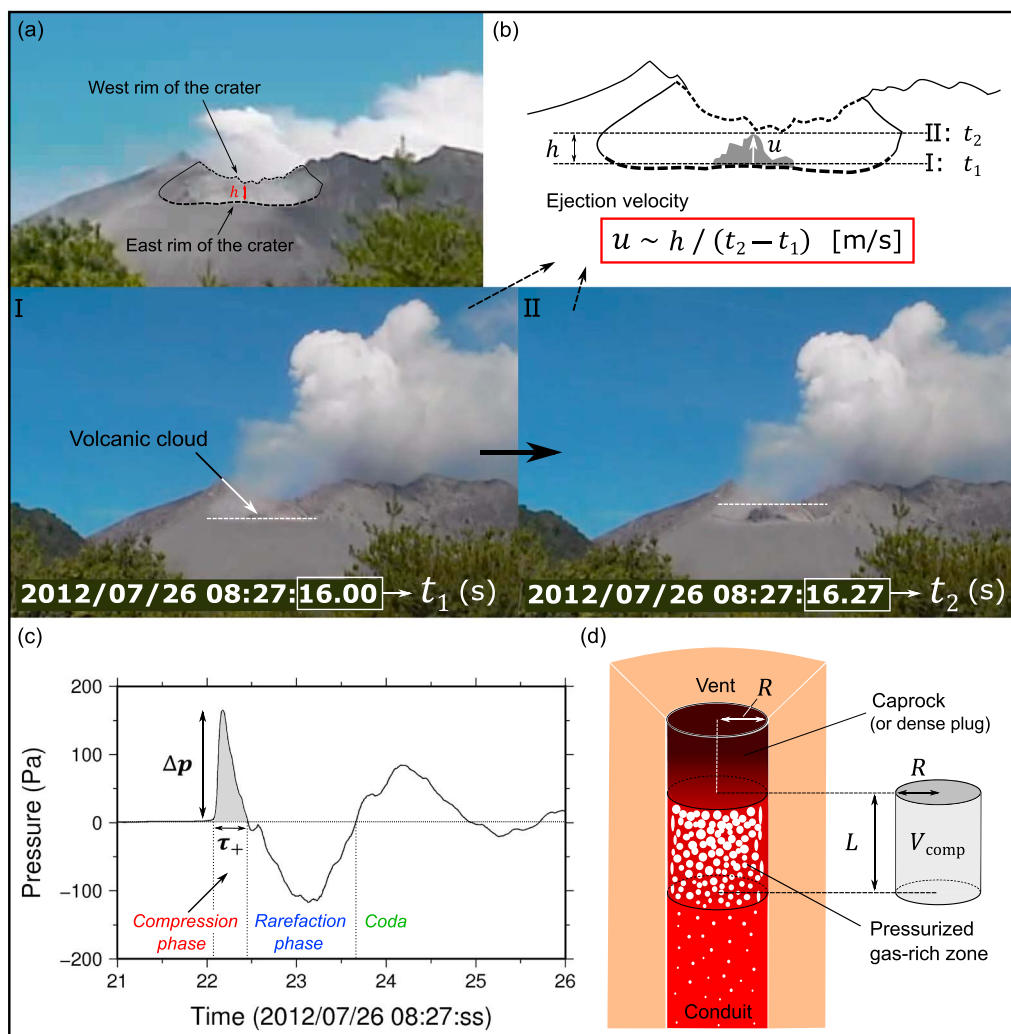 (a)
West rim of the crater
h
East rim of the crater
(b)
h
u
II: t₂
I: t₁
Ejection velocity
u ~ h / (t₂ − t₁) [m/s]
I
Volcanic cloud
2012/07/26 08:27:16.00 t₁ (s)
II
2012/07/26 08:27:16.27 t₂ (s)
(c)
200
100
0
−100
−200
Pressure (Pa)
Δp
τ₊
Compression
phase
Rarefaction
phase
Coda
21
22
23
24
25
26
Time (2012/07/26 08:27:ss)
(d)
Vent
R
Caprock
(or dense plug)
R
L
Vcomp
Pressurized
gas-rich zone
Conduit